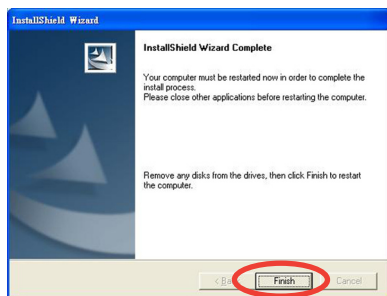 InstallShield Wizard
InstallShield Wizard Complete
Your computer must be restarted now in order to complete the
install process.
Please close other applications before restarting the computer.
Remove any disks from the drives, then click Finish to restart
the computer.
Finish
Cancel